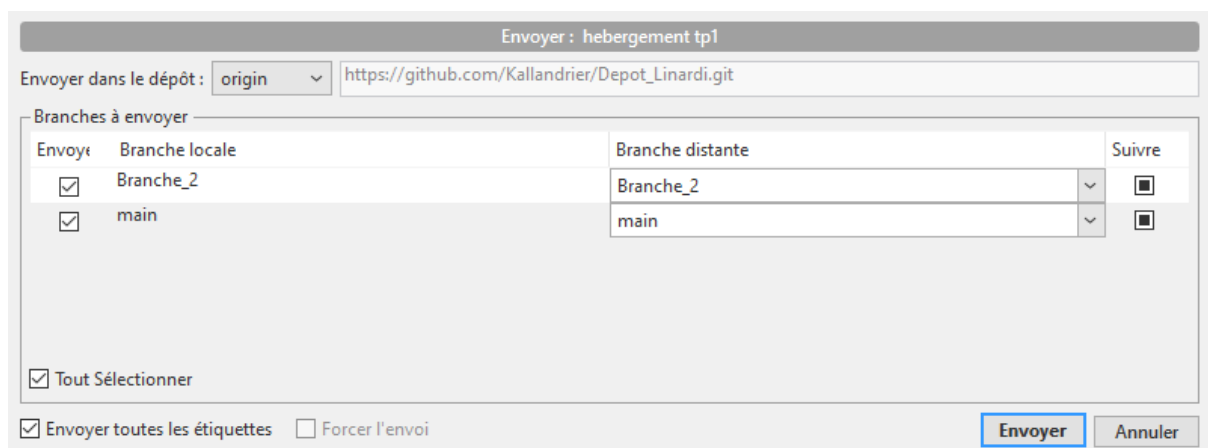 Envoyer : hebergement tp1
Envoyer dans le dépôt : origin https://github.com/Kallandrier/Depot_Linardi.git
Branches à envoyer
Envoye Branche locale Branche distante Suivre
Branche_2 Branche_2
main main
Tout Sélectionner
Envoyer toutes les étiquettes Forcer l'envoi Envoyer Annuler